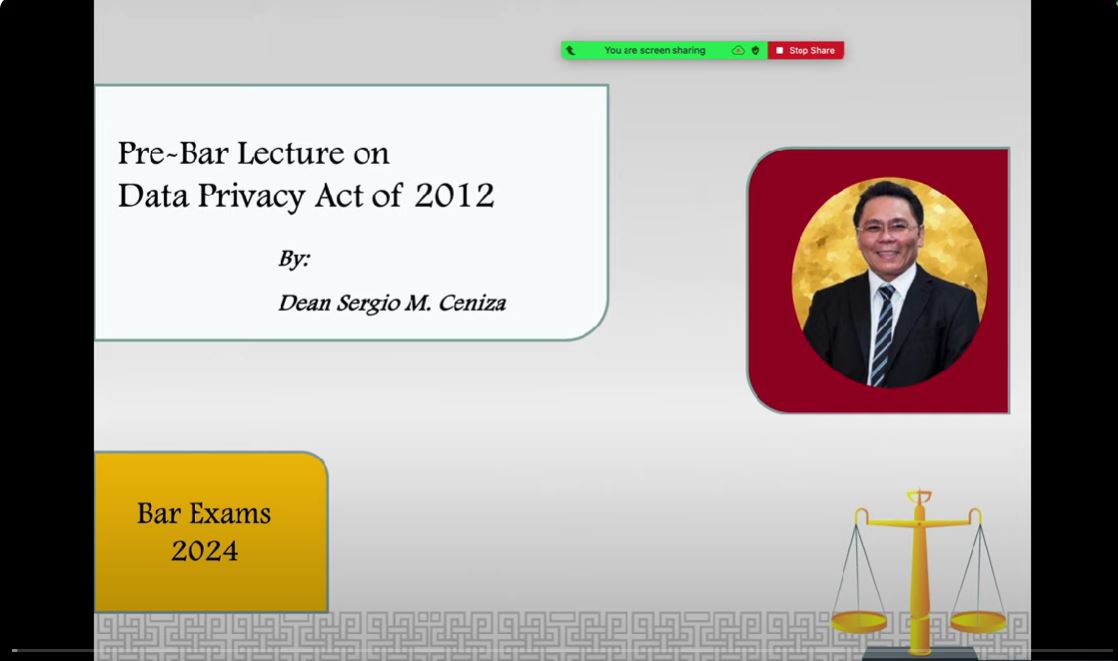 You are screen sharing
Stop Share
Pre-Bar Lecture on
Data Privacy Act of 2012
By:
Dean Sergio M. Ceniza
Bar Exams
2024